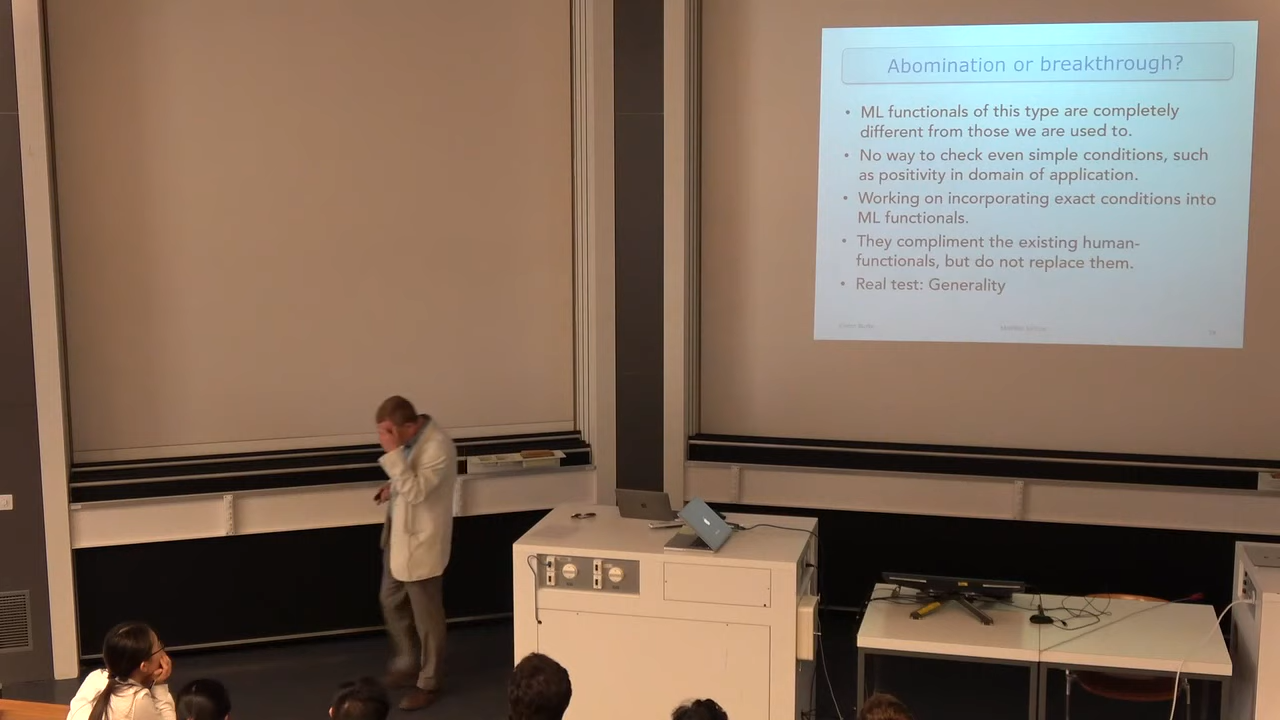 Abomination or breakthrough?
• ML functionals of this type are completely
different from those we are used to.
• No way to check even simple conditions, such
as positivity in domain of application.
• Working on incorporating exact conditions into
ML functionals.
• They compliment the existing human-
functionals, but do not replace them.
• Real test: Generality